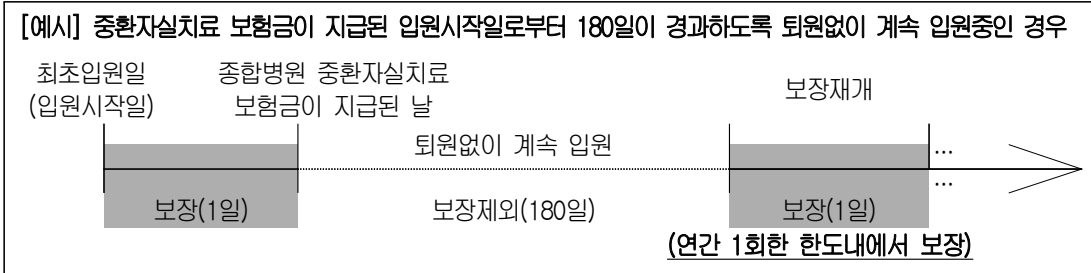 [예시] 중환자실치료 보험금이 지급된 입원시작일로부터 180일이 경과하도록 퇴원없이 계속 입원중인 경우
최초입원일
(입원시작일)
종합병원 중환자실치료
보험금이 지급된 날
보장재개
퇴원없이 계속 입원
...
...
보장(1일)
보장제외(180일)
보장(1일)
(연간 1회한 한도내에서 보장)